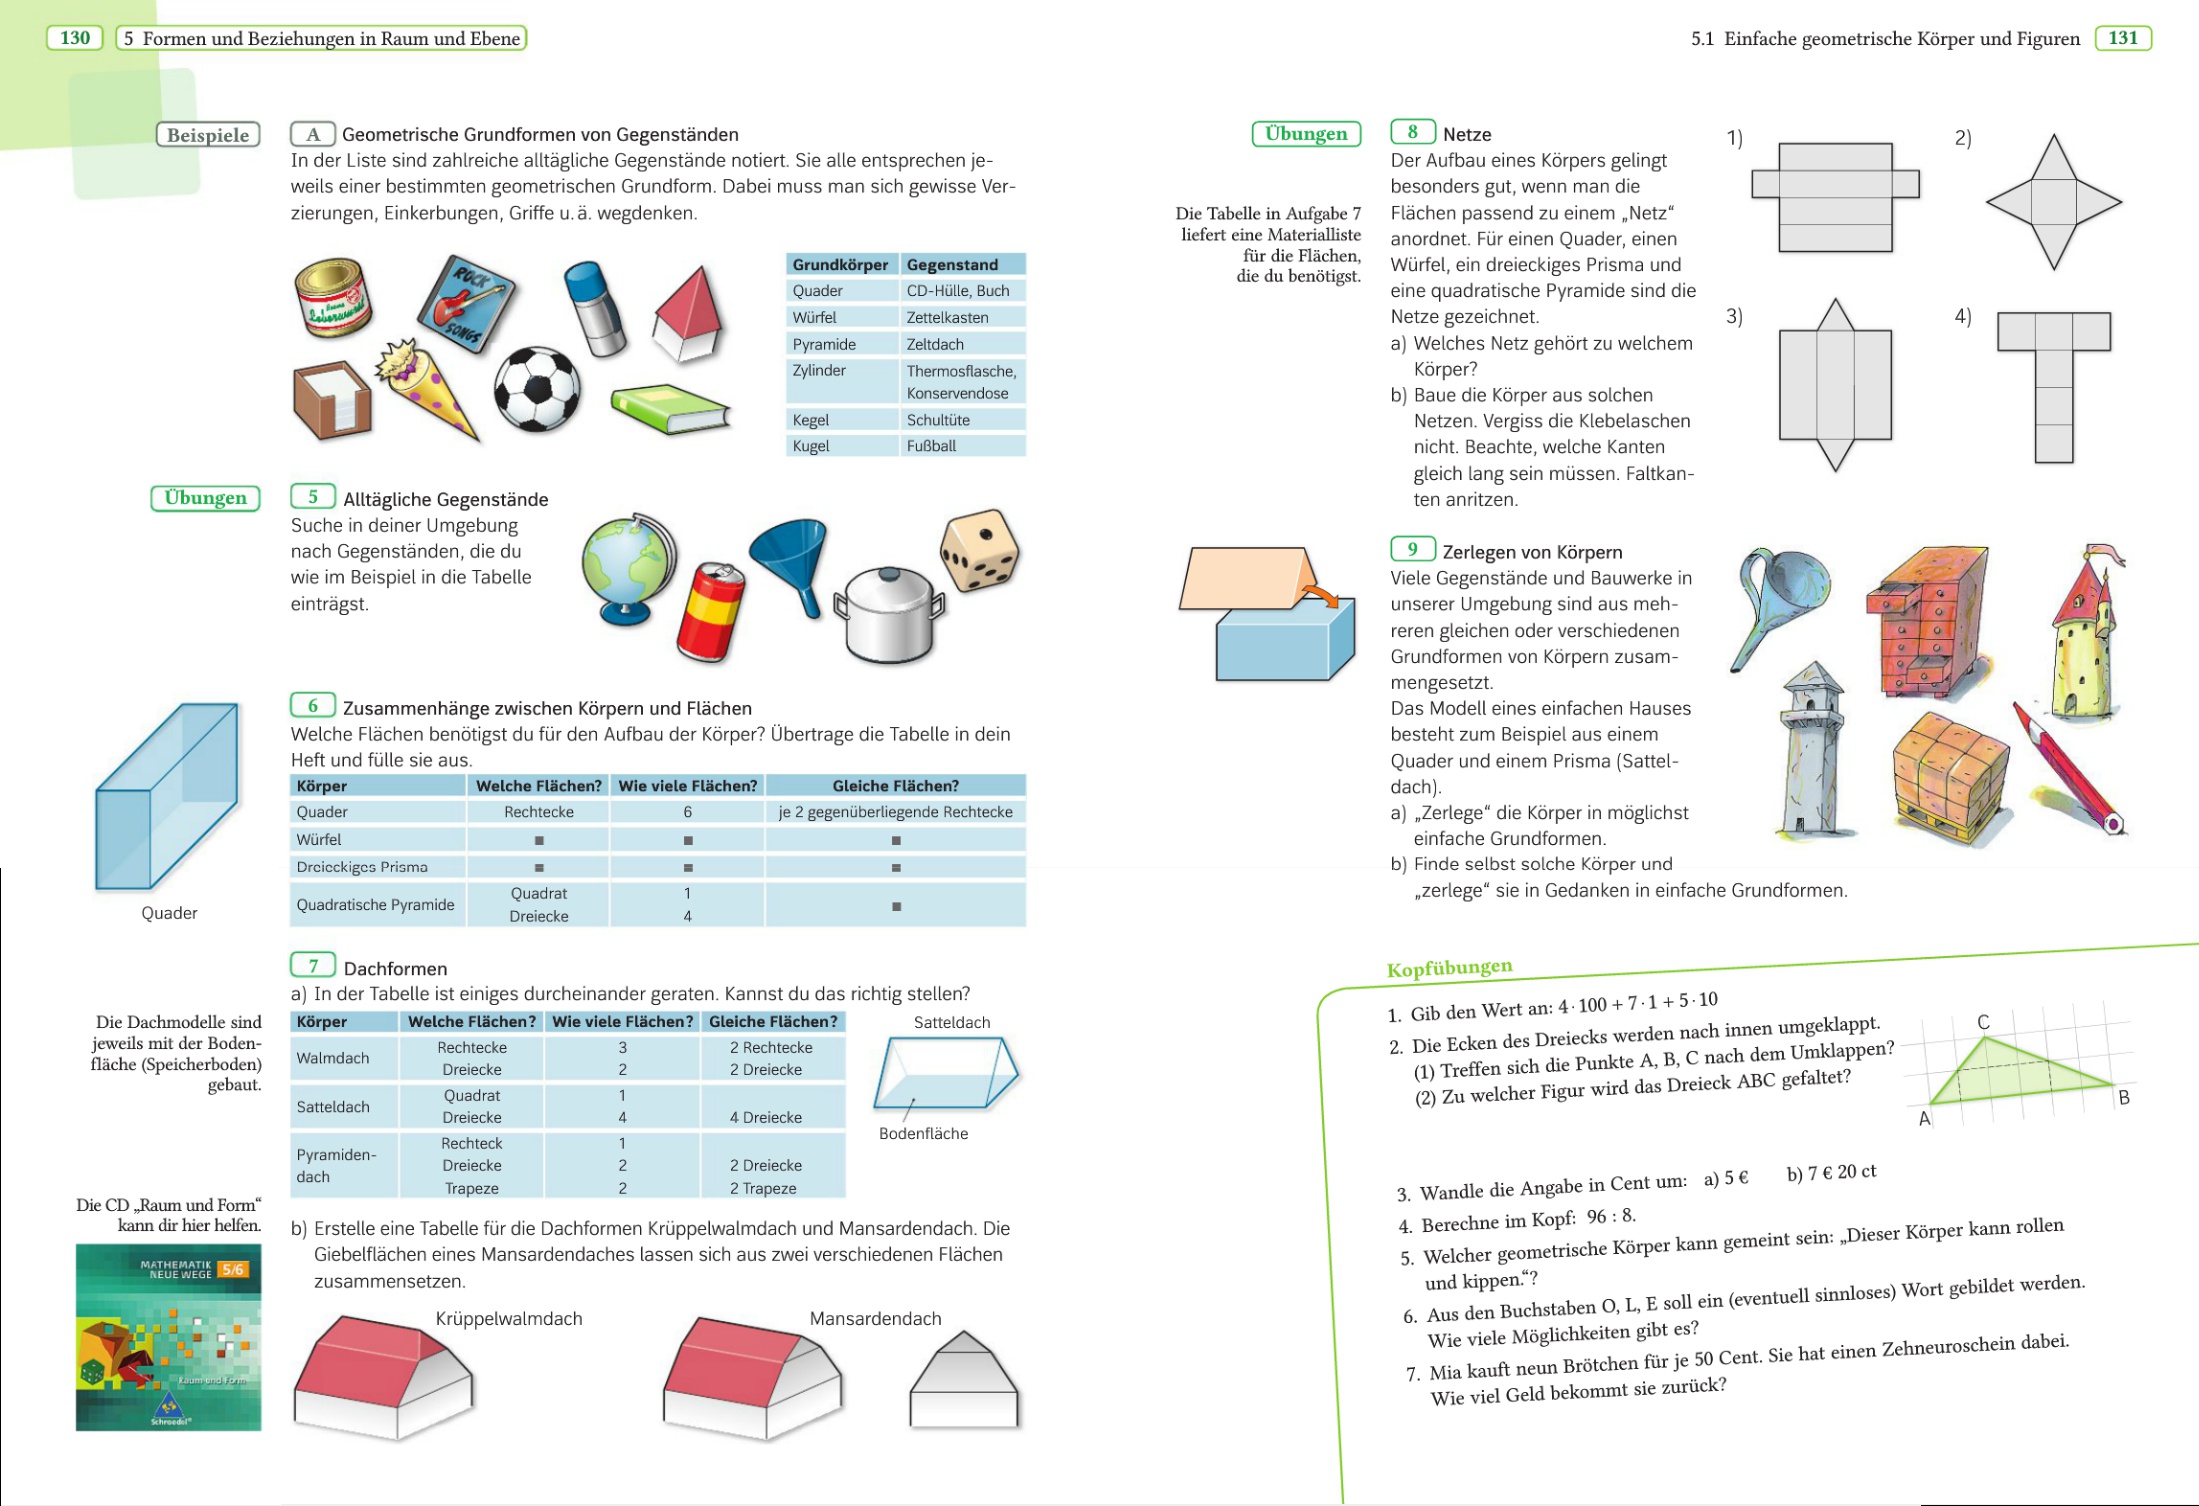 130 5 Formen und Beziehungen in Raum und Ebene
Beispiele
A Geometrische Grundformen von Gegenständen
In der Liste sind zahlreiche alltägliche Gegenstände notiert. Sie alle entsprechen je-
weils einer bestimmten geometrischen Grundform. Dabei muss man sich gewisse Ver-
zierungen, Einkerbungen, Griffe u. ä. wegdenken.
ROCK
SONGS
Grundkörper Gegenstand
Quader CD-Hülle, Buch
Würfel Zettelkasten
Pyramide Zeltdach
Zylinder Thermosflasche,
Konservendose
Kegel Schultüte
Kugel Fußball
Übungen
5 Alltägliche Gegenstände
Suche in deiner Umgebung
nach Gegenständen, die du
wie im Beispiel in die Tabelle
einträgst.
6 Zusammenhänge zwischen Körpern und Flächen
Welche Flächen benötigst du für den Aufbau der Körper? Übertrage die Tabelle in dein
Heft und fülle sie aus.
Körper Welche Flächen? Wie viele Flächen? Gleiche Flächen?
Quader Rechtecke 6 je 2 gegenüberliegende Rechtecke
Würfel ■ ■ ■
Dreieckiges Prisma ■ ■ ■
Quadratische Pyramide Quadrat 1 ■
Dreiecke 4
Quader
7 Dachformen
a) In der Tabelle ist einiges durcheinander geraten. Kannst du das richtig stellen?
Die Dachmodelle sind
jeweils mit der Boden-
fläche (Speicherboden)
gebaut.
Körper Welche Flächen? Wie viele Flächen? Gleiche Flächen?
Walmdach Rechtecke 3 2 Rechtecke
Dreiecke 2 2 Dreiecke
Satteldach Quadrat 1
Dreiecke 4 4 Dreiecke
Pyramiden-
dach
Rechteck 1
Dreiecke 2 2 Dreiecke
Trapeze 2 2 Trapeze
Satteldach
Bodenfläche
Die CD „Raum und Form“
kann dir hier helfen.
MATHEMATIK
NEUE WEGE 5/6
Raum und Form
Schroedel
b) Erstelle eine Tabelle für die Dachformen Krüppelwalmdach und Mansardendach. Die
Giebelflächen eines Mansardendaches lassen sich aus zwei verschiedenen Flächen
zusammensetzen.
Krüppelwalmdach
Mansardendach
5.1 Einfache geometrische Körper und Figuren 131
Übungen
Die Tabelle in Aufgabe 7
liefert eine Materialliste
für die Flächen,
die du benötigst.
8 Netze
Der Aufbau eines Körpers gelingt
besonders gut, wenn man die
Flächen passend zu einem „Netz“
anordnet. Für einen Quader, einen
Würfel, ein dreieckiges Prisma und
eine quadratische Pyramide sind die
Netze gezeichnet.
a) Welches Netz gehört zu welchem
Körper?
b) Baue die Körper aus solchen
Netzen. Vergiss die Klebelaschen
nicht. Beachte, welche Kanten
gleich lang sein müssen. Faltkan-
ten anritzen.
1)
2)
3)
4)
9 Zerlegen von Körpern
Viele Gegenstände und Bauwerke in
unserer Umgebung sind aus meh-
reren gleichen oder verschiedenen
Grundformen von Körpern zusam-
mengesetzt.
Das Modell eines einfachen Hauses
besteht zum Beispiel aus einem
Quader und einem Prisma (Sattel-
dach).
a) „Zerlege“ die Körper in möglichst
einfache Grundformen.
b) Finde selbst solche Körper und
„zerlege“ sie in Gedanken in einfache Grundformen.
Kopfübungen
1. Gib den Wert an: 4 · 100 + 7 · 1 + 5 · 10
2. Die Ecken des Dreiecks werden nach innen umgeklappt.
(1) Treffen sich die Punkte A, B, C nach dem Umklappen?
(2) Zu welcher Figur wird das Dreieck ABC gefaltet?
C
A
B
3. Wandle die Angabe in Cent um: a) 5 € b) 7 € 20 ct
4. Berechne im Kopf: 96 : 8.
5. Welcher geometrische Körper kann gemeint sein: „Dieser Körper kann rollen
und kippen.“?
6. Aus den Buchstaben O, L, E soll ein (eventuell sinnloses) Wort gebildet werden.
Wie viele Möglichkeiten gibt es?
7. Mia kauft neun Brötchen für je 50 Cent. Sie hat einen Zehneuroschein dabei.
Wie viel Geld bekommt sie zurück?